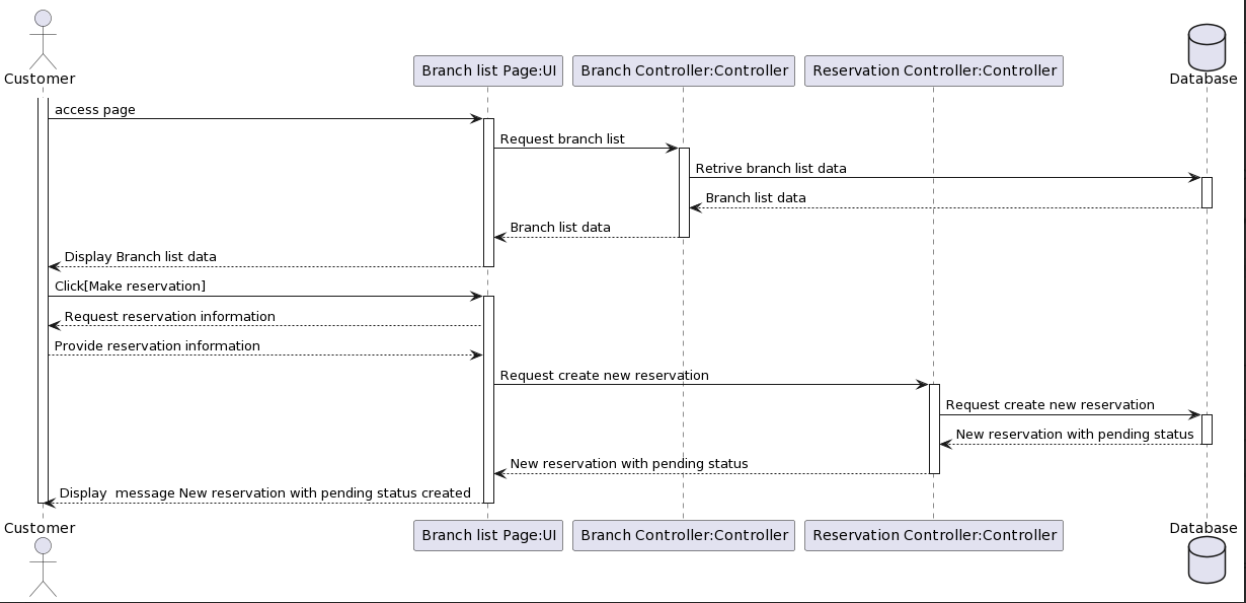 Customer
Branch list Page:UI
Branch Controller:Controller
Reservation Controller:Controller
Database
access page
Request branch list
Retrive branch list data
Branch list data
Branch list data
Display Branch list data
Click[Make reservation]
Request reservation information
Provide reservation information
Request create new reservation
Request create new reservation
New reservation with pending status
New reservation with pending status
Display  message New reservation with pending status created
Customer
Branch list Page:UI
Branch Controller:Controller
Reservation Controller:Controller
Database